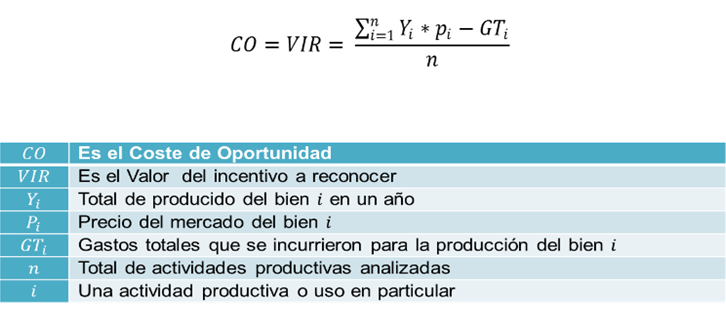 CO = VIR = \frac{\sum_{i=1}^{n} Y_i * p_i - GT_i}{n}
CO Es el Coste de Oportunidad
VIR Es el Valor del incentivo a reconocer
Y_i Total de producido del bien i en un año
P_i Precio del mercado del bien i
GT_i Gastos totales que se incurrieron para la producción del bien i
n Total de actividades productivas analizadas
i Una actividad productiva o uso en particular